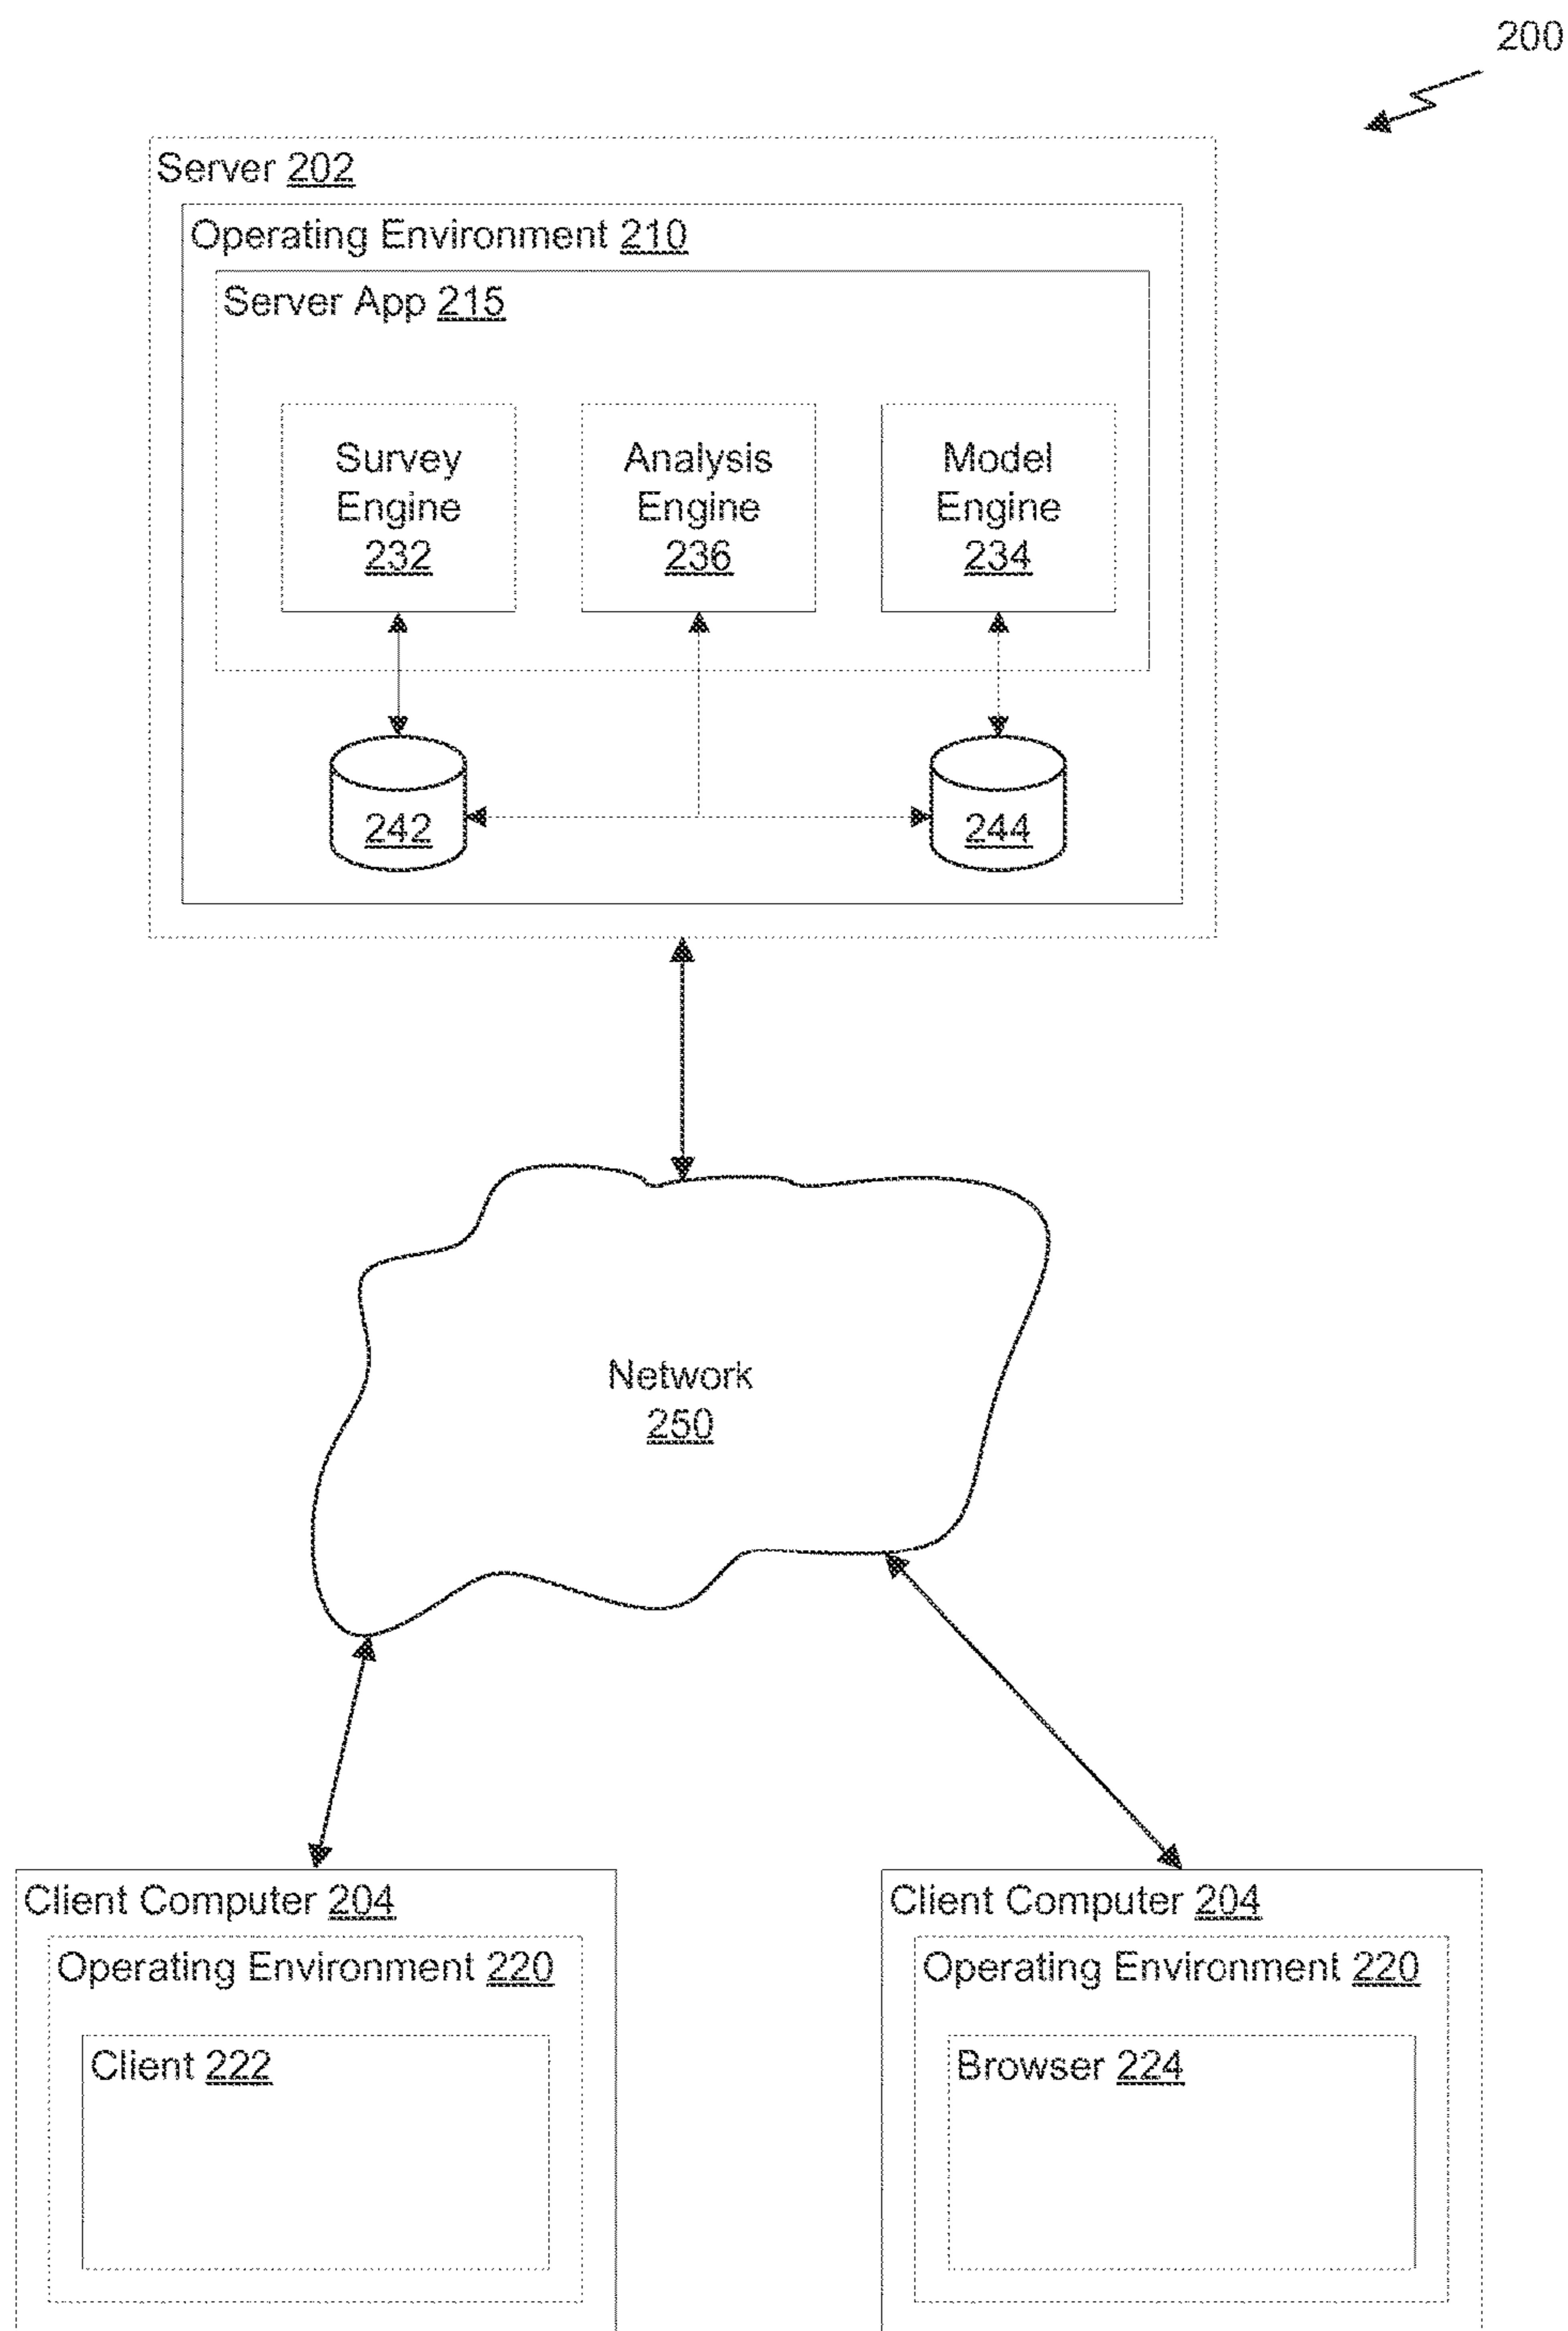 200
Server 202
Operating Environment 210
Server App 215
Survey
Engine
232
Analysis
Engine
236
Model
Engine
234
242
244
Network
250
Client Computer 204
Operating Environment 220
Client 222
Client Computer 204
Operating Environment 220
Browser 224